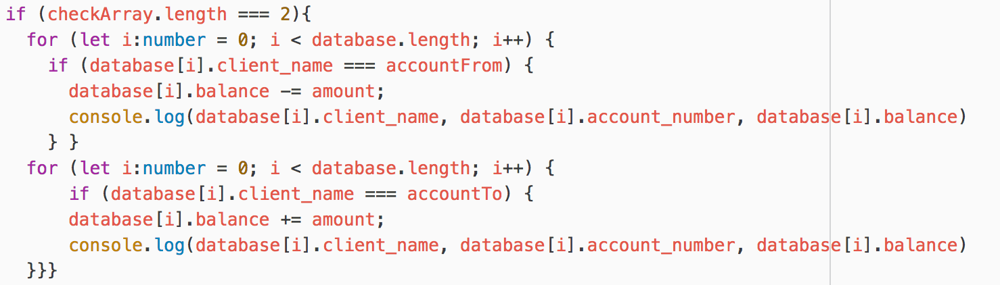 if (checkArray.length === 2){
  for (let i:number = 0; i < database.length; i++) {
    if (database[i].client_name === accountFrom) {
      database[i].balance -= amount;
      console.log(database[i].client_name, database[i].account_number, database[i].balance)
    } }
  for (let i:number = 0; i < database.length; i++) {
      if (database[i].client_name === accountTo) {
      database[i].balance += amount;
      console.log(database[i].client_name, database[i].account_number, database[i].balance)
  }}}